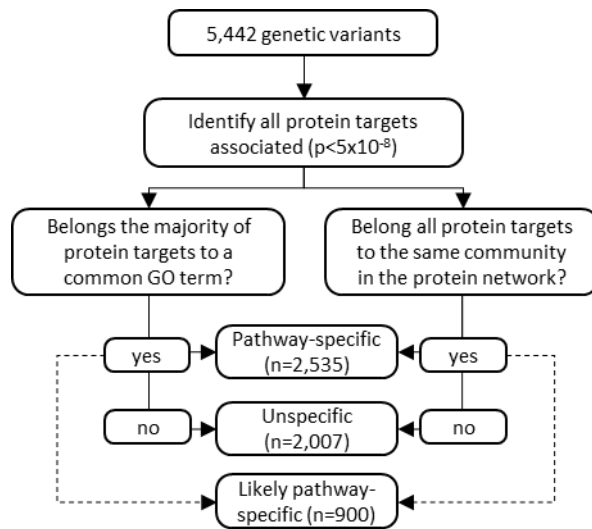 5,442 genetic variants
Identify all protein targets
associated (p<5x10⁻⁸)
Belongs the majority of
protein targets to a
common GO term?
Belong all protein targets
to the same community
in the protein network?
yes
Pathway-specific
(n=2,535)
yes
no
Unspecific
(n=2,007)
no
Likely pathway-
specific (n=900)